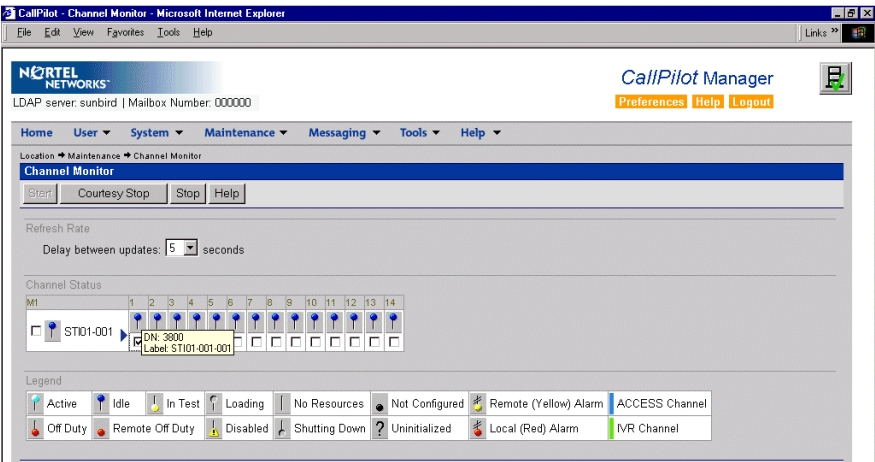 CallPilot - Channel Monitor - Microsoft Internet Explorer
File Edit View Favorites Tools Help Links »
NORTEL
NETWORKS™
CallPilot Manager
LDAP server: sunbird | Mailbox Number: 000000
Preferences Help Logout
Home User System Maintenance Messaging Tools Help
Location Maintenance Channel Monitor
Channel Monitor
Start Courtesy Stop Stop Help
Refresh Rate
Delay between updates: 5 seconds
Channel Status
M1 1 2 3 4 5 6 7 8 9 10 11 12 13 14
STI01-001
DN: 3800
Label: STI01-001-001
Legend
Active Idle In Test Loading No Resources Not Configured Remote (Yellow) Alarm ACCESS Channel
Off Duty Remote Off Duty Disabled Shutting Down ? Uninitialized Local (Red) Alarm IVR Channel